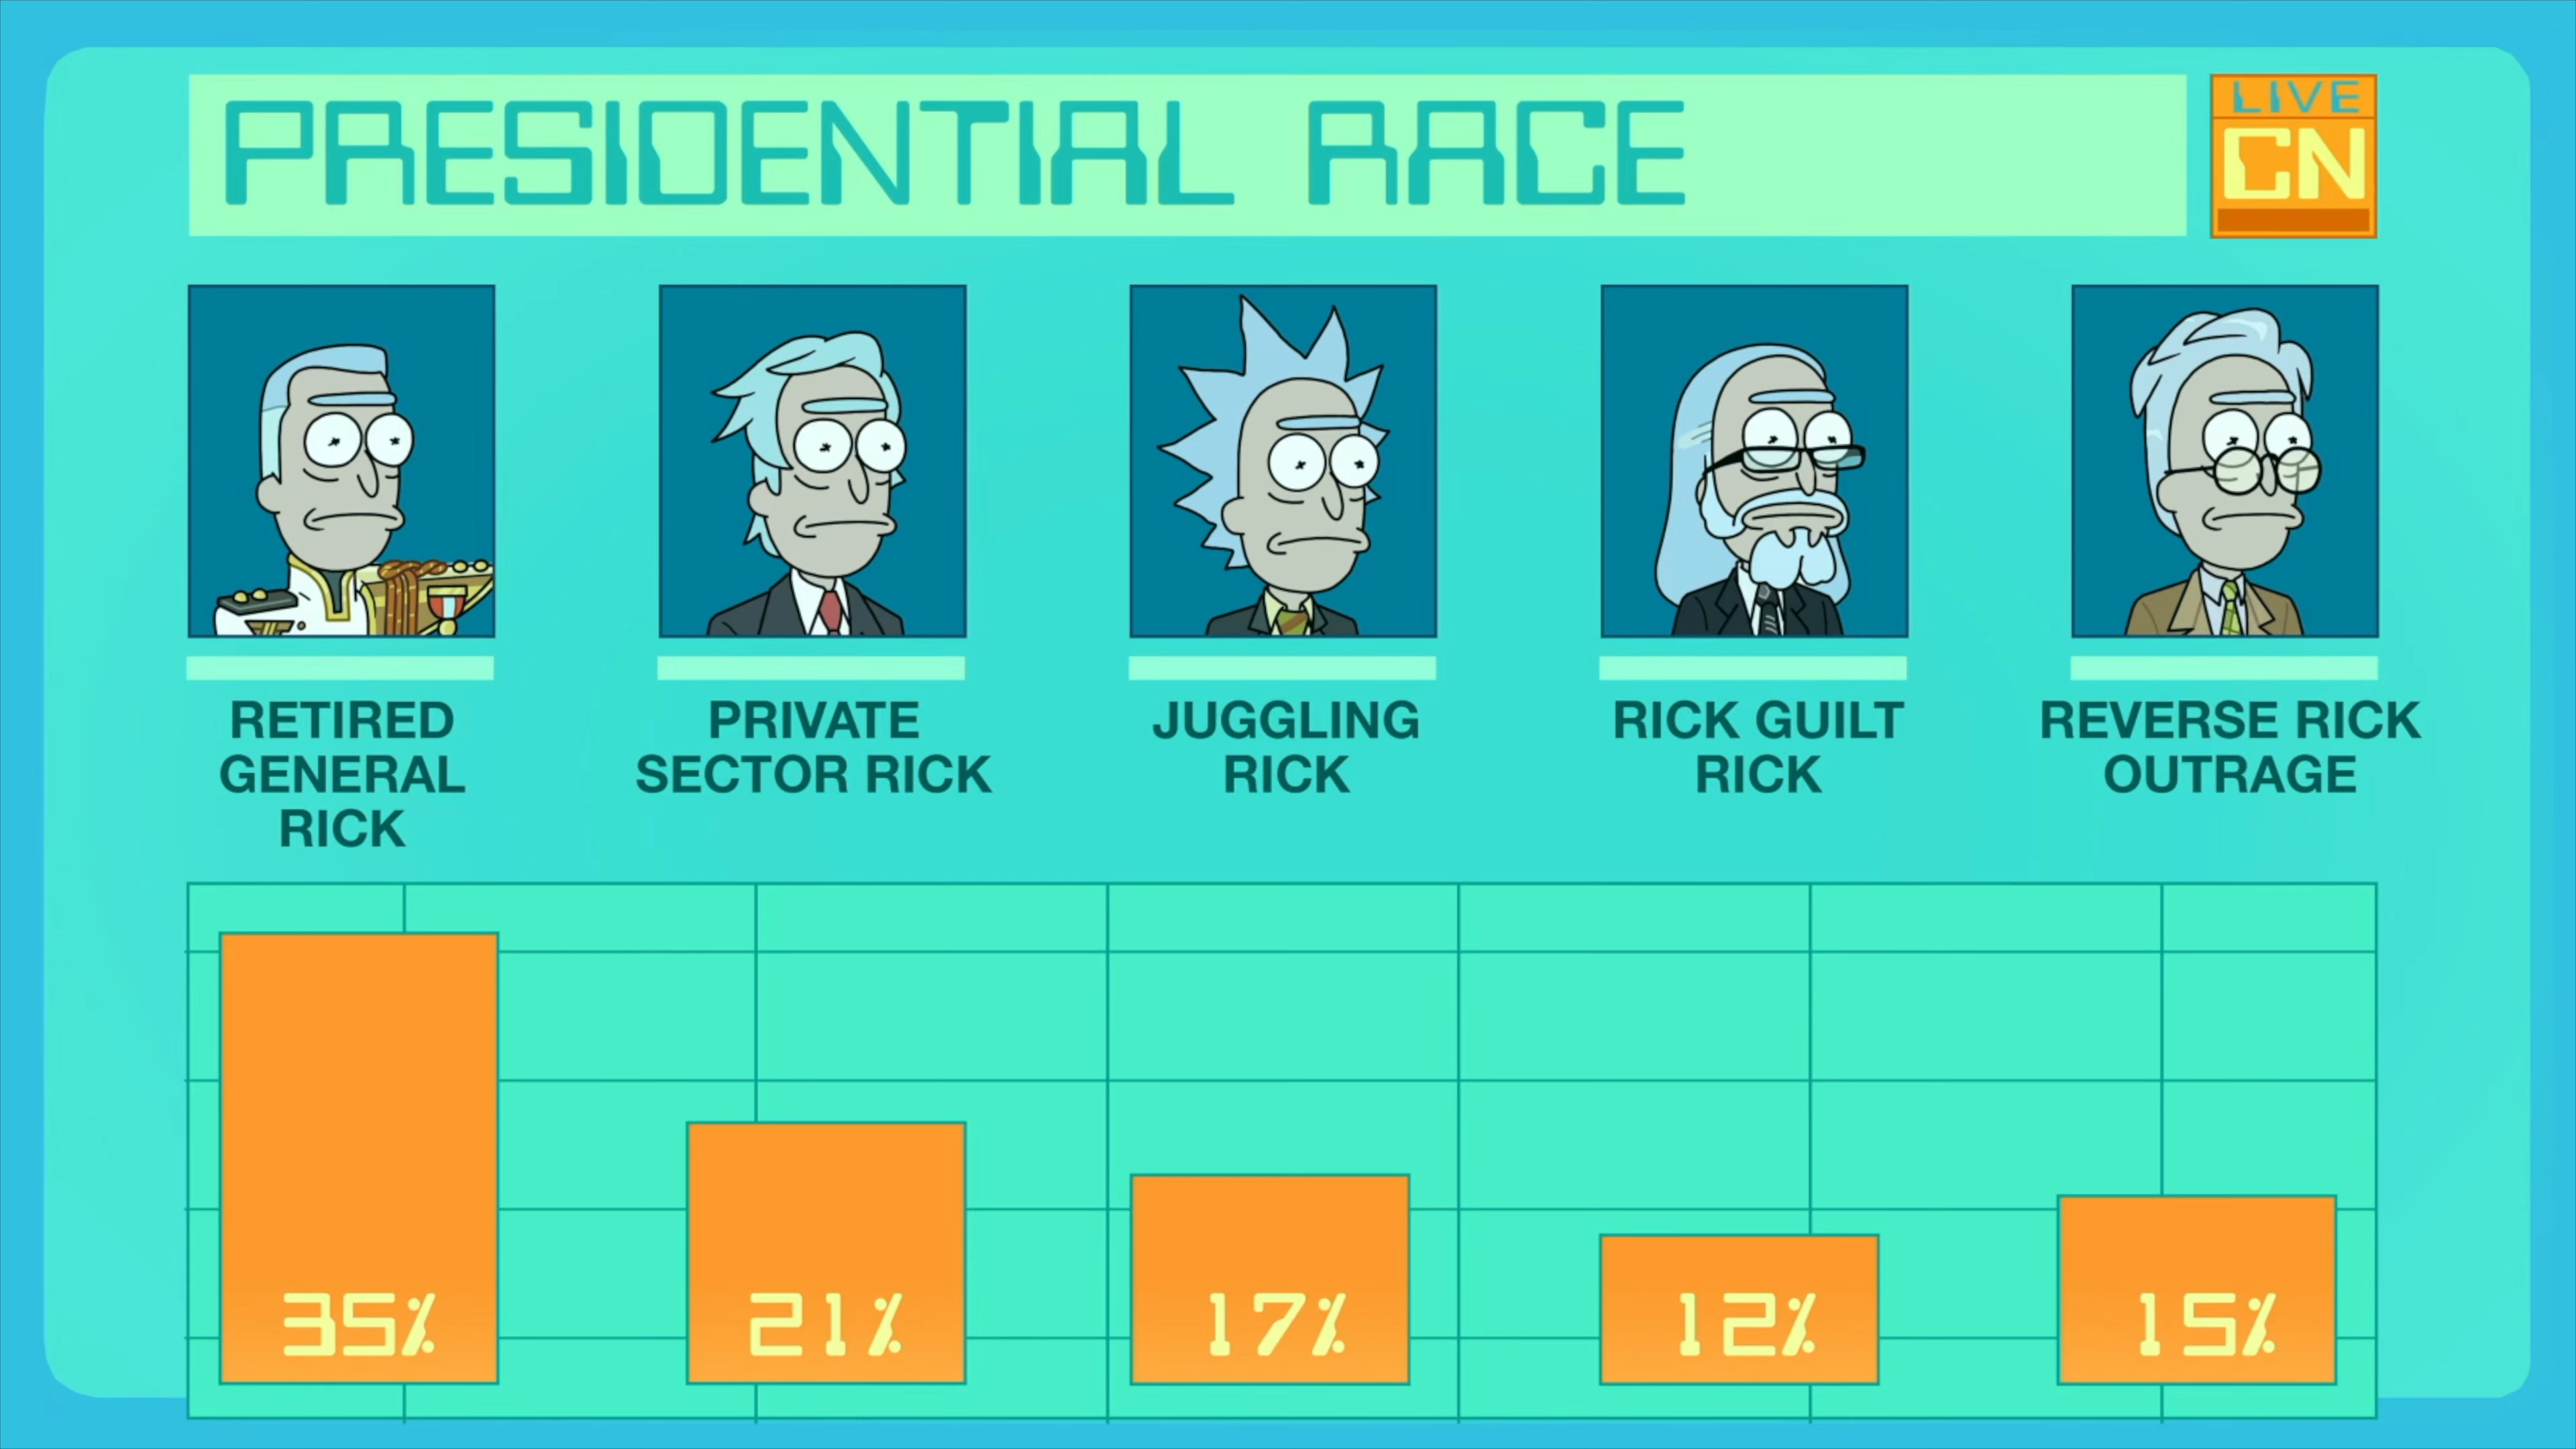 PRESIDENTIAL RACE
LIVE
CN
RETIRED
GENERAL
RICK
PRIVATE
SECTOR RICK
JUGGLING
RICK
RICK GUILT
RICK
REVERSE RICK
OUTRAGE
35%
21%
17%
12%
15%